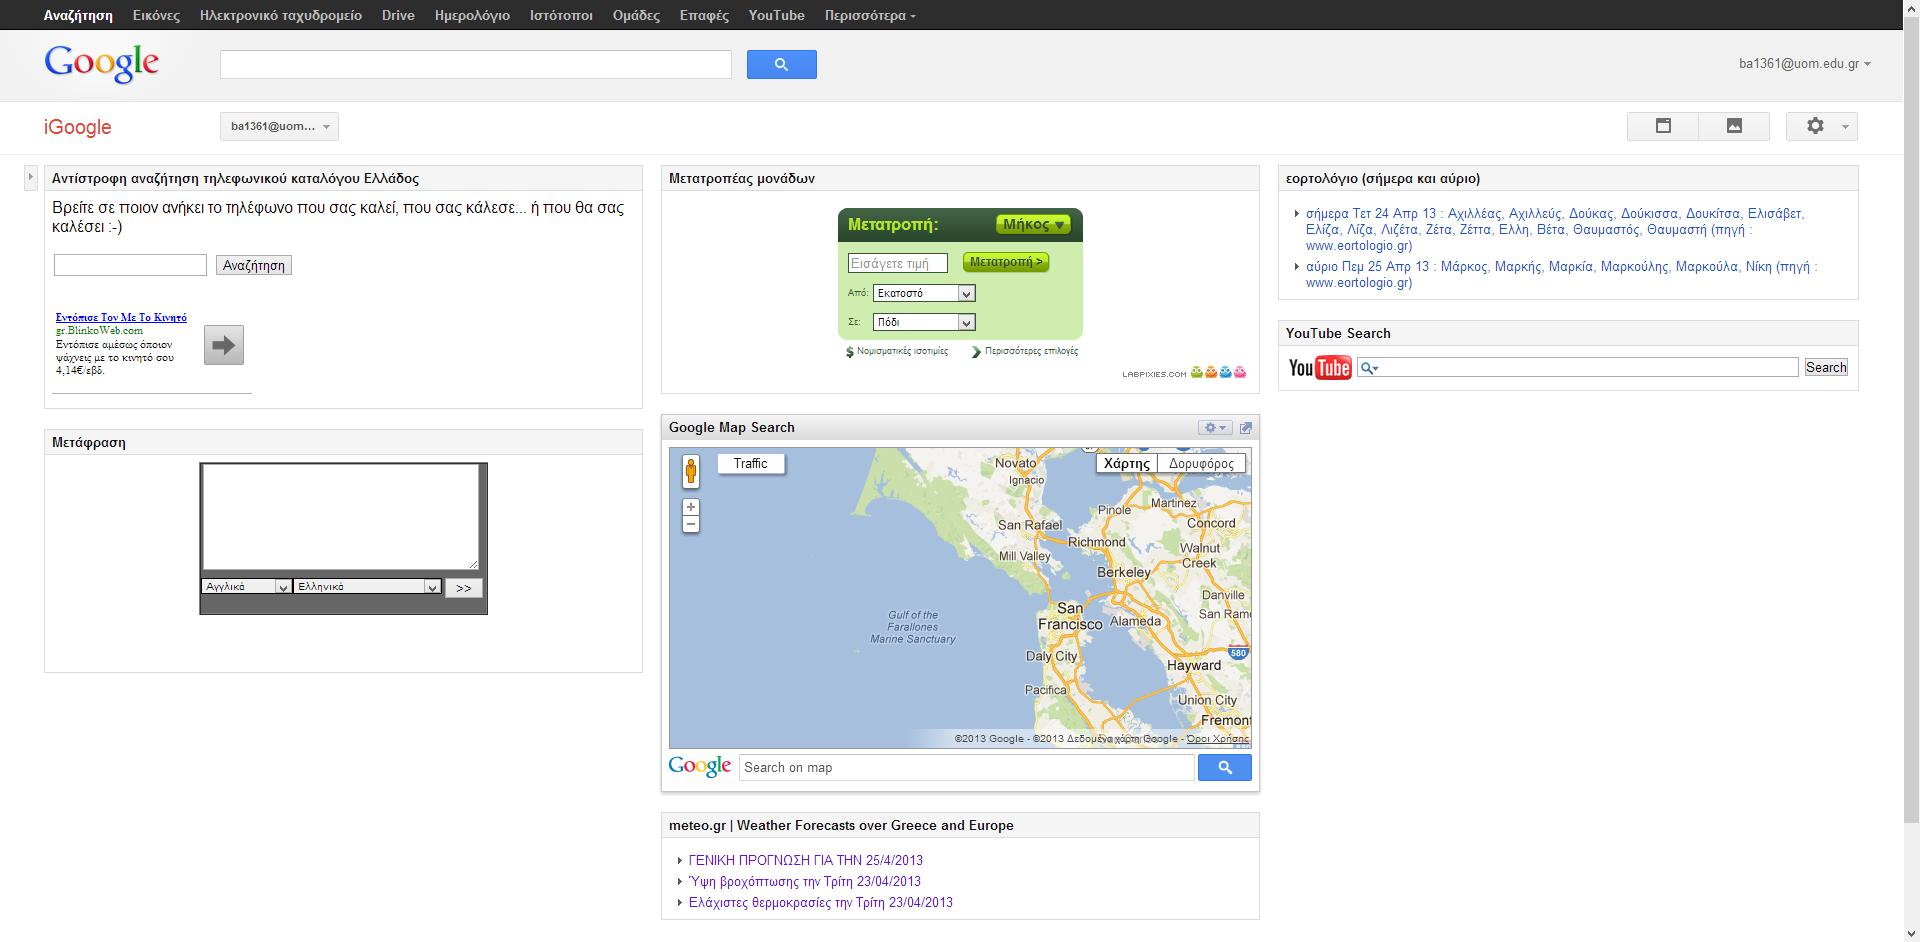 Αναζήτηση Εικόνες Ηλεκτρονικό ταχυδρομείο Drive Ημερολόγιο Ιστότοποι Ομάδες Επαφές YouTube Περισσότερα
Google
ba1361@uom.edu.gr
iGoogle
ba1361@uom...
Αντίστροφη αναζήτηση τηλεφωνικού καταλόγου Ελλάδος
Βρείτε σε ποιον ανήκει το τηλέφωνο που σας καλεί, που σας κάλεσε... ή που θα σας
καλέσει :-)
Αναζήτηση
Εντόπισε Τον Με Το Κινητό
gr.BlinkoWeb.com
Εντόπισε αμέσως όποιον
ψάχνεις με το κινητό σου
4,14€/εβδ.
Μετάφραση
Αγγλικά Ελληνικά >>
Μετατροπέας μονάδων
Μετατροπή: Μήκος
Εισάγετε τιμή Μετατροπή >
Από: Εκατοστό
Σε: Πόδι
$ Νομισματικές ισοτιμίες Περισσότερες επιλογές
LABPIXIES.COM
Google Map Search
Traffic
Χάρτης Δορυφόρος
Novato
Ignacio
Martinez
Pinole
Concord
San Rafael
Richmond
Walnut
Creek
Mill Valley
Berkeley
Danville
San
Francisco
Alameda
San Ram
Gulf of the
Farallones
Marine Sanctuary
Daly City
580
Hayward
Pacifica
Union City
Fremont
©2013 Google - ©2013 Δεδομένα χάρτη Google - Όροι Χρήσης
Google Search on map
meteo.gr | Weather Forecasts over Greece and Europe
ΓΕΝΙΚΗ ΠΡΟΓΝΩΣΗ ΓΙΑ ΤΗΝ 25/4/2013
Ύψη βροχόπτωσης την Τρίτη 23/04/2013
Ελάχιστες θερμοκρασίες την Τρίτη 23/04/2013
εορτολόγιο (σήμερα και αύριο)
σήμερα Τετ 24 Απρ 13 : Αχιλλέας, Αχιλλεύς, Δούκας, Δούκισσα, Δουκίτσα, Ελισάβετ,
Ελίζα, Λίζα, Λιζέτα, Ζέτα, Ζέττα, Ελλη, Βέτα, Θαυμαστός, Θαυμαστή (πηγή :
www.eortologio.gr)
αύριο Πεμ 25 Απρ 13 : Μάρκος, Μαρκής, Μαρκία, Μαρκούλης, Μαρκούλα, Νίκη (πηγή :
www.eortologio.gr)
YouTube Search
YouTube Search